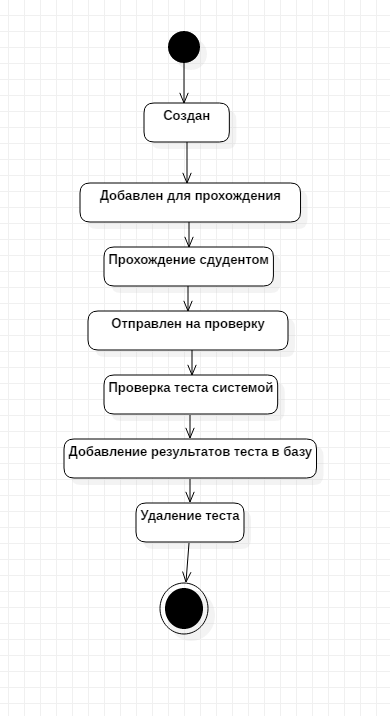 Создан
Добавлен для прохождения
Прохождение сдудентом
Отправлен на проверку
Проверка теста системой
Добавление результатов теста в базу
Удаление теста